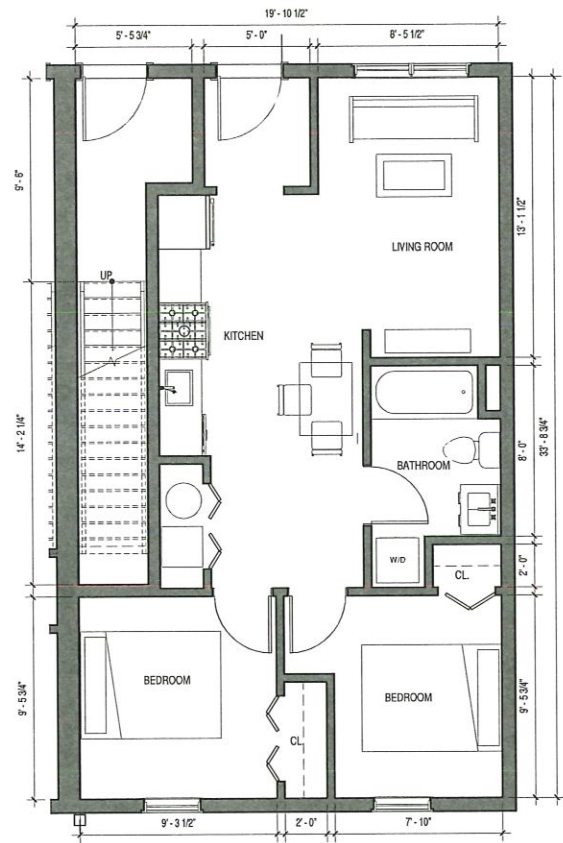 19' - 10 1/2"
5' - 5 3/4"
5' - 0"
8' - 5 1/2"
9' - 6"
13' - 1 1/2"
LIVING ROOM
UP
KITCHEN
14' - 2 1/4"
BATHROOM
8' - 0"
33' - 8 3/4"
W/D
CL.
2' - 0"
BEDROOM
BEDROOM
9' - 5 3/4"
9' - 5 3/4"
CL
9' - 3 1/2"
2' - 0"
7' - 10"